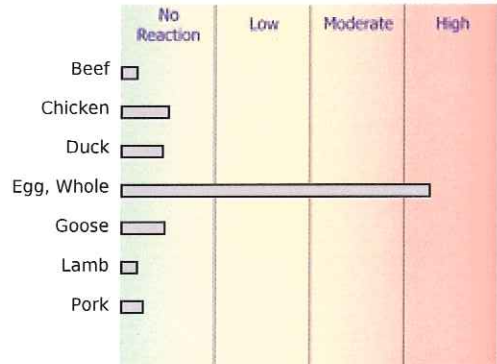 No
Reaction
Low
Moderate
High
Beef
Chicken
Duck
Egg, Whole
Goose
Lamb
Pork